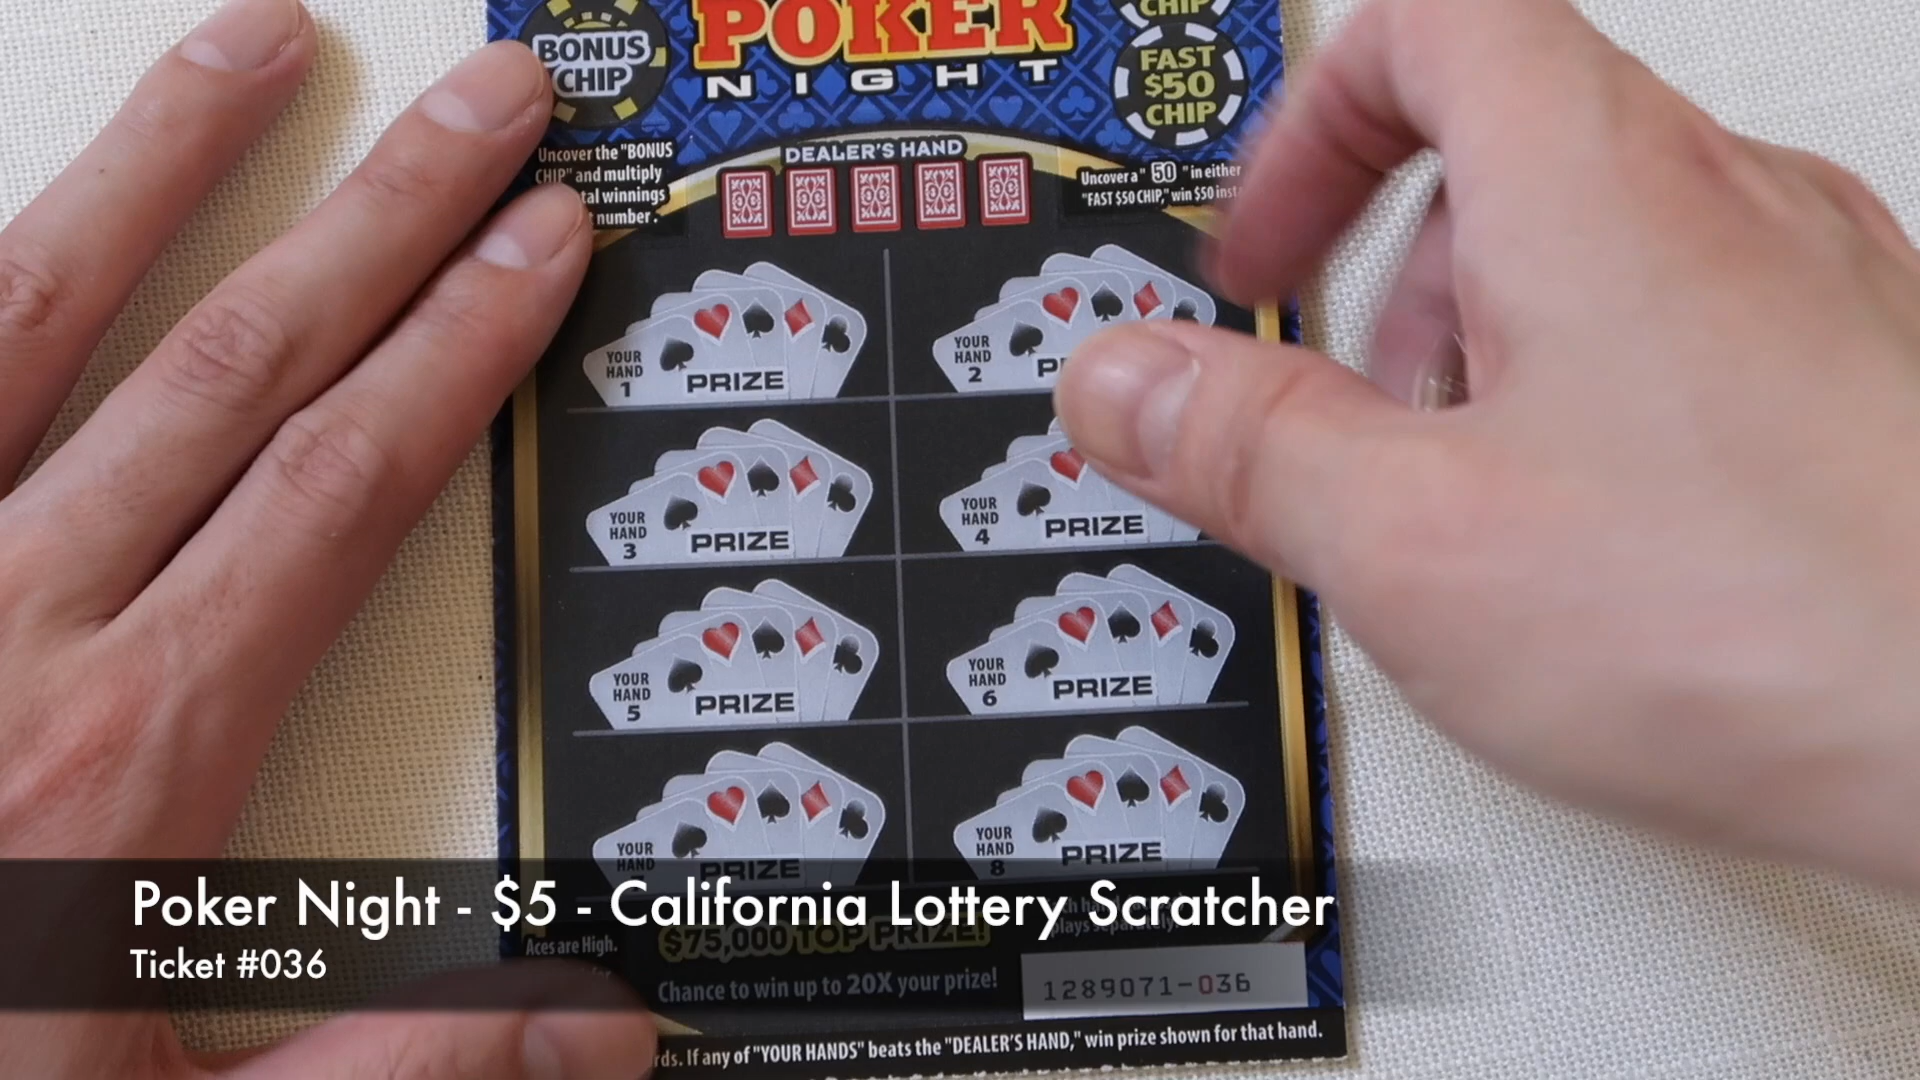 BONUS
CHIP
POKER
NIGHT
CHIP
FAST
$50
CHIP
Uncover the "BONUS
CHIP" and multiply
tal winnings
number.
DEALER'S HAND
Uncover a "50" in either
"FAST $50 CHIP," win $50
YOUR
HAND
1
PRIZE
YOUR
HAND
2
YOUR
HAND
3
PRIZE
YOUR
HAND
4
PRIZE
YOUR
HAND
5
PRIZE
YOUR
HAND
6
PRIZE
YOUR
HAND
PRIZE
YOUR
HAND
8
PRIZE
Poker Night - $5 - California Lottery Scratcher
Ticket #036
Aces are High.
$75,000 TOP PRIZE!
plays separately.
Chance to win up to 20X your prize!
1289071-036
rds. If any of "YOUR HANDS" beats the "DEALER'S HAND," win prize shown for that hand.